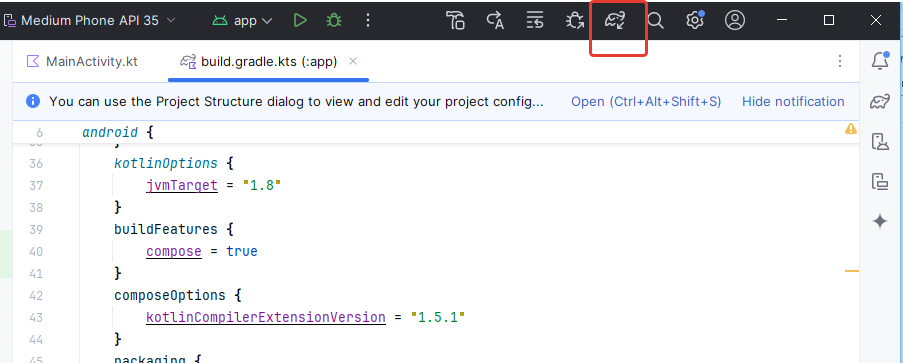 Medium Phone API 35 app
MainActivity.kt build.gradle.kts (:app)
You can use the Project Structure dialog to view and edit your project config... Open (Ctrl+Alt+Shift+S) Hide notification
6 android {
36 kotlinOptions {
37 jvmTarget = "1.8"
38 }
39 buildFeatures {
40 compose = true
41 }
42 composeOptions {
43 kotlinCompilerExtensionVersion = "1.5.1"
44 }
45 packaging {